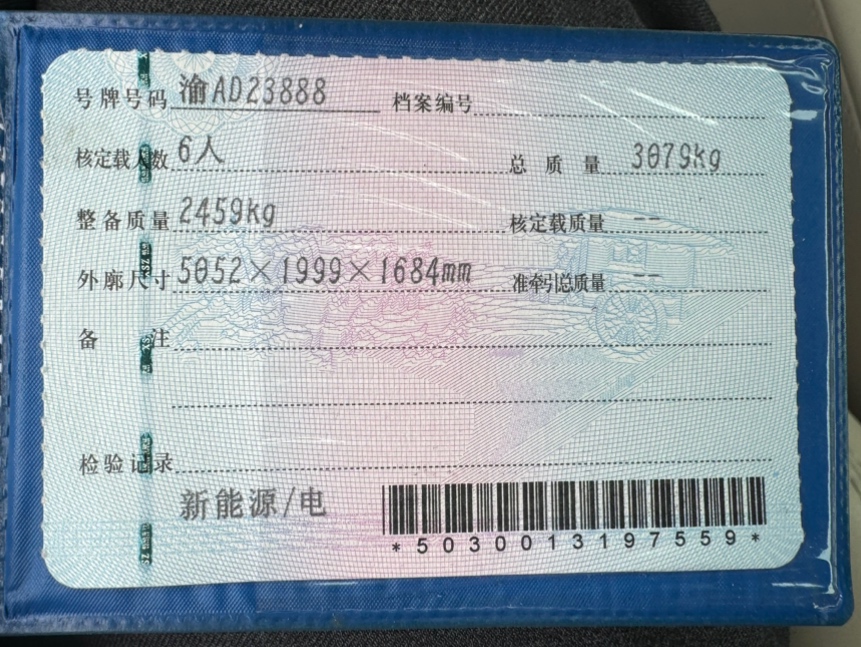 号牌号码 渝AD23888 档案编号
核定载人数 6人 总质量 3079kg
整备质量 2459kg 核定载质量 --
外廓尺寸 5052×1999×1684mm 准牵引总质量 --
备注
检验记录
新能源/电
*5030013197559*